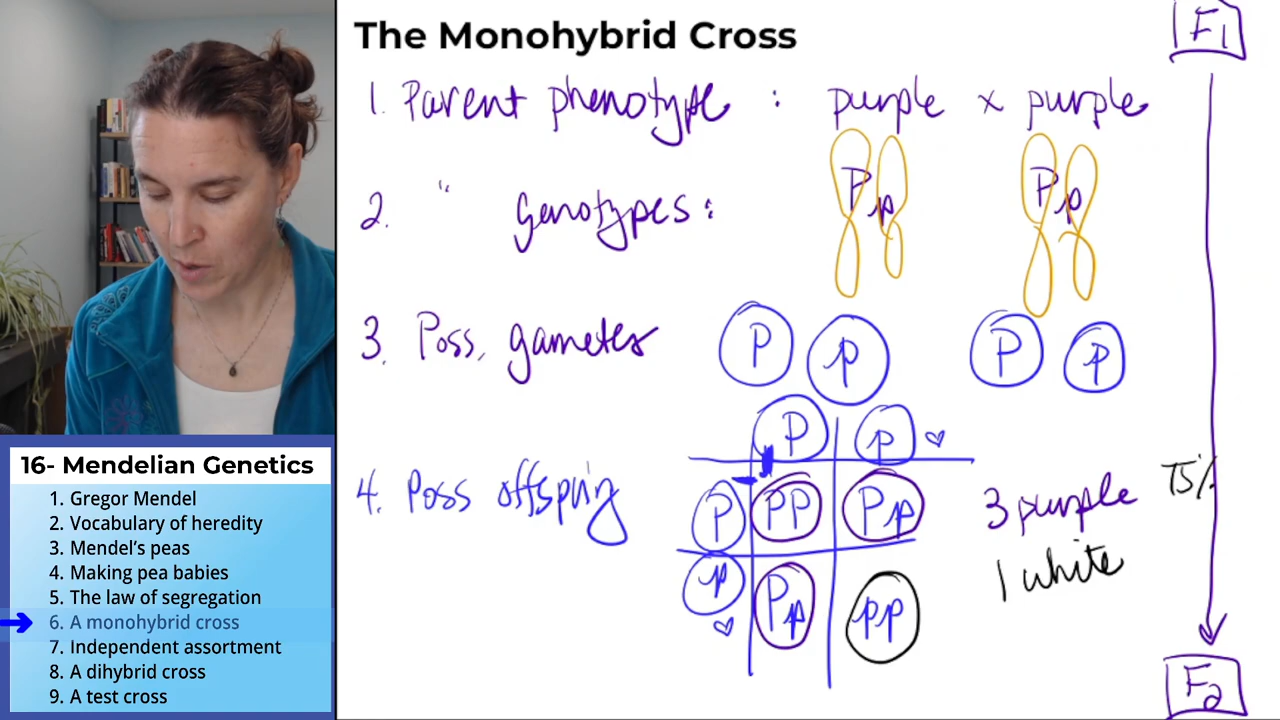 The Monohybrid Cross
F1
1. Parent phenotype : purple x purple
2. " genotypes: Pp Pp
3. Poss. gametes P p P p
P p
4. Poss offspring P PP Pp 3 purple 75%
1 white
p Pp pp
F2
16- Mendelian Genetics
1. Gregor Mendel
2. Vocabulary of heredity
3. Mendel's peas
4. Making pea babies
5. The law of segregation
6. A monohybrid cross
7. Independent assortment
8. A dihybrid cross
9. A test cross